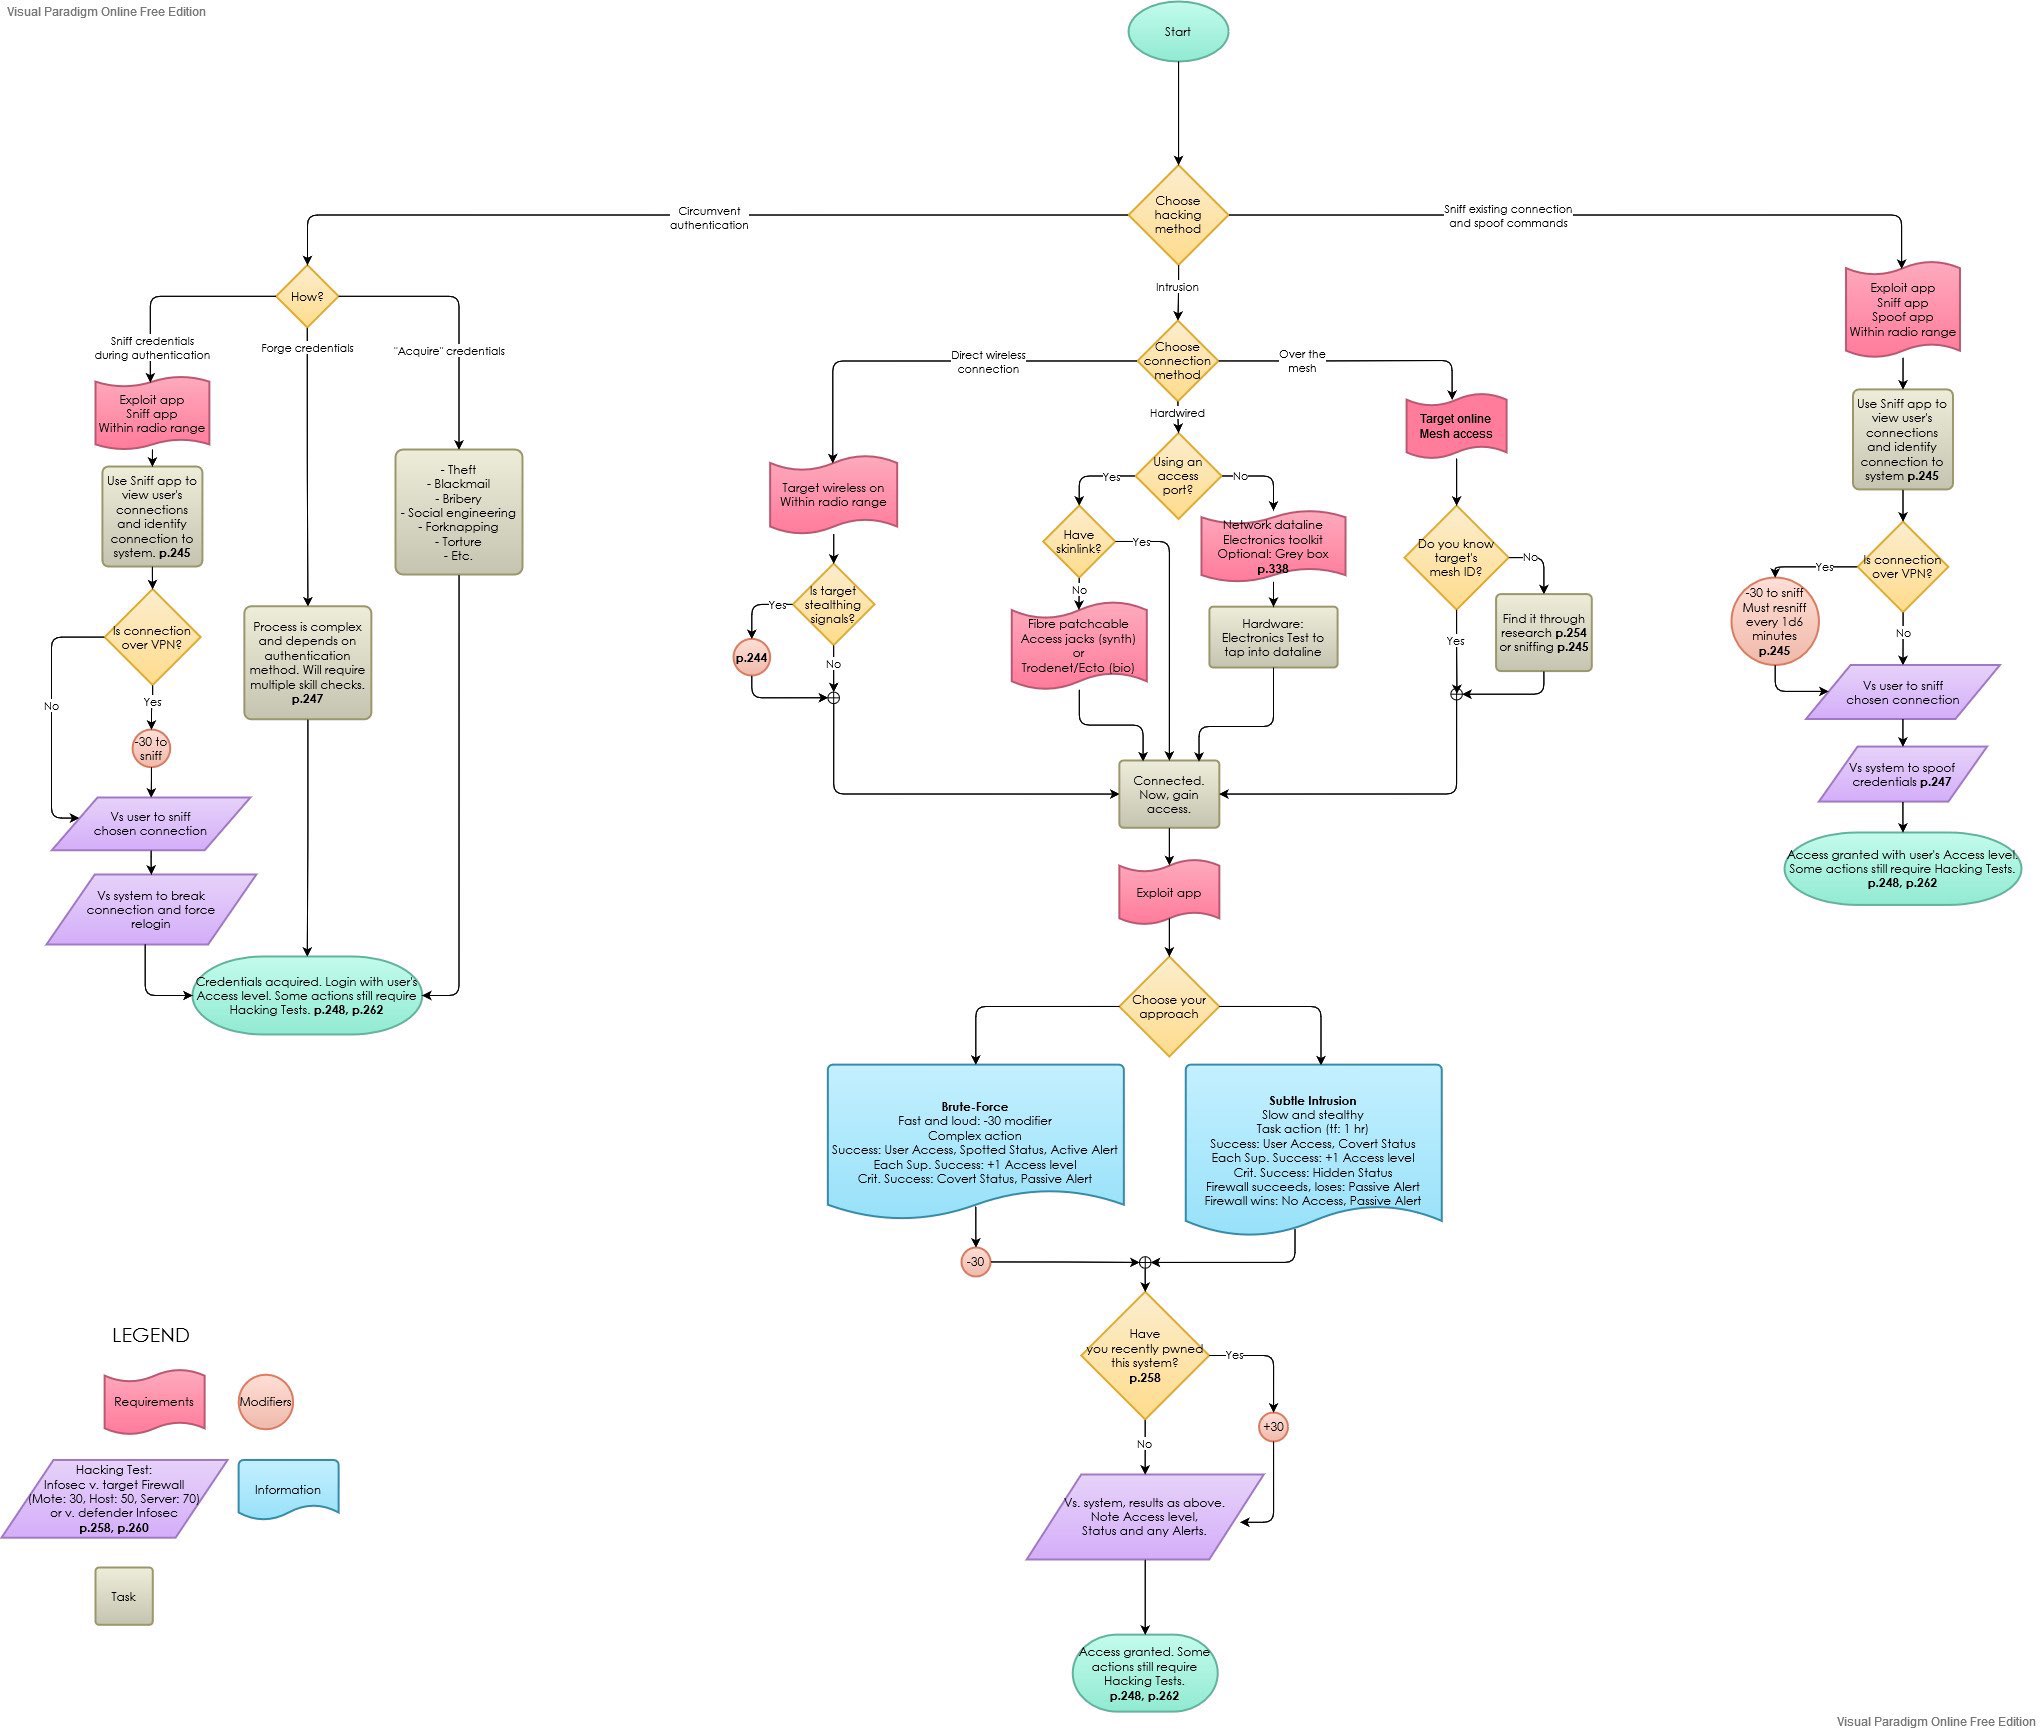 Visual Paradigm Online Free Edition
Start
Choose
hacking
method
Circumvent
authentication
Sniff existing connection
and spoof commands
Intrusion
How?
Sniff credentials
during authentication
Forge credentials
"Acquire" credentials
Exploit app
Sniff app
Within radio range
Use Sniff app to
view user's
connections
and identify
connection to
system. p.245
Is connection
over VPN?
No
Yes
-30 to
sniff
Vs user to sniff
chosen connection
Vs system to break
connection and force
relogin
Process is complex
and depends on
authentication
method. Will require
multiple skill checks.
p.247
- Theft
- Blackmail
- Bribery
- Social engineering
- Forknapping
- Torture
- Etc.
Credentials acquired. Login with user's
Access level. Some actions still require
Hacking Tests. p.248, p.262
Choose
connection
method
Direct wireless
connection
Over the
mesh
Hardwired
Target wireless on
Within radio range
Is target
stealthing
signals?
Yes
p.244
No
Using an
access
port?
Yes
No
Have
skinlink?
Yes
No
Fibre patchcable
Access jacks (synth)
or
Trodenet/Ecto (bio)
Network dataline
Electronics toolkit
Optional: Grey box
p.338
Hardware:
Electronics Test to
tap into dataline
Target online
Mesh access
Do you know
target's
mesh ID?
No
Yes
Find it through
research p.254
or sniffing p.245
Connected.
Now, gain
access.
Exploit app
Choose your
approach
Brute-Force
Fast and loud: -30 modifier
Complex action
Success: User Access, Spotted Status, Active Alert
Each Sup. Success: +1 Access level
Crit. Success: Covert Status, Passive Alert
Subtle Intrusion
Slow and stealthy
Task action (tf: 1 hr)
Success: User Access, Covert Status
Each Sup. Success: +1 Access level
Crit. Success: Hidden Status
Firewall succeeds, loses: Passive Alert
Firewall wins: No Access, Passive Alert
-30
Have
you recently pwned
this system?
p.258
Yes
+30
No
Vs. system, results as above.
Note Access level,
Status and any Alerts.
Access granted. Some
actions still require
Hacking Tests.
p.248, p.262
Exploit app
Sniff app
Spoof app
Within radio range
Use Sniff app to
view user's
connections
and identify
connection to
system p.245
Is connection
over VPN?
Yes
-30 to sniff
Must resniff
every 1d6
minutes
p.245
No
Vs user to sniff
chosen connection
Vs system to spoof
credentials p.247
Access granted with user's Access level.
Some actions still require Hacking Tests.
p.248, p.262
LEGEND
Requirements
Modifiers
Hacking Test:
Infosec v. target Firewall
(Mote: 30, Host: 50, Server: 70)
or v. defender Infosec
p.258, p.260
Information
Task
Visual Paradigm Online Free Edition